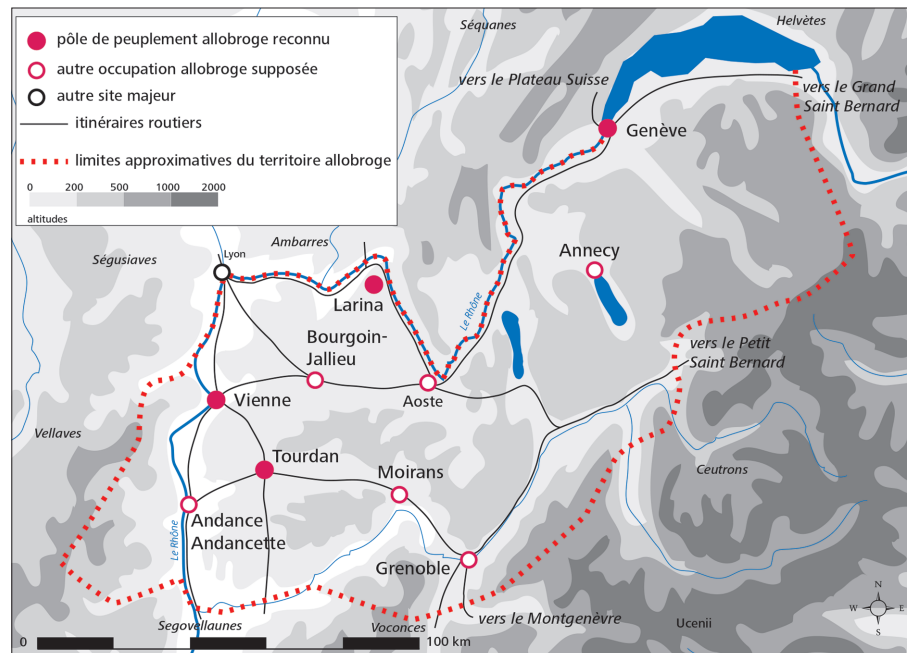 pôle de peuplement allobroge reconnu
autre occupation allobroge supposée
autre site majeur
itinéraires routiers
limites approximatives du territoire allobroge
0 200 500 1000 2000
altitudes
Séquanes
Helvètes
vers le Plateau Suisse
vers le Grand
Saint Bernard
Genève
Ambarres
Ségusiaves
Lyon
Annecy
Larina
Le Rhône
Bourgoin-
Jallieu
vers le Petit
Saint Bernard
Aoste
Vienne
Vellaves
Tourdan
Moirans
Ceutrons
Andance
Andancette
Le Rhône
Grenoble
vers le Montgenèvre
Segovellaunes
Voconces
Ucenii
N
W E
S
0 100 km